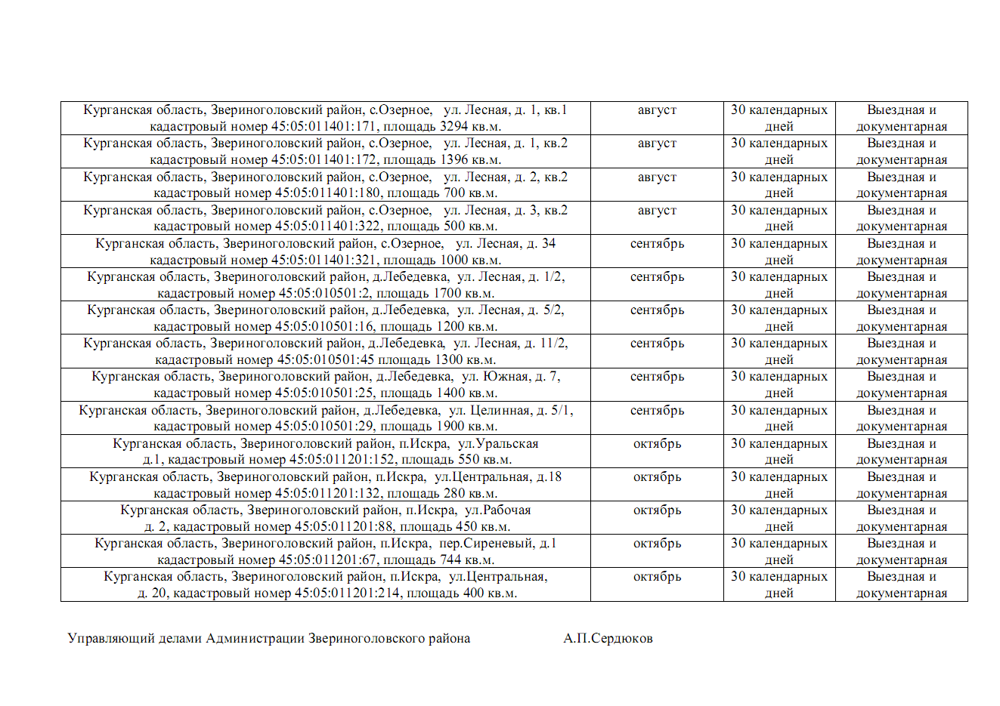 Курганская область, Звериноголовский район, с.Озерное, ул. Лесная, д. 1, кв.1 август 30 календарных Выездная и
кадастровый номер 45:05:011401:171, площадь 3294 кв.м. дней документарная
Курганская область, Звериноголовский район, с.Озерное, ул. Лесная, д. 1, кв.2 август 30 календарных Выездная и
кадастровый номер 45:05:011401:172, площадь 1396 кв.м. дней документарная
Курганская область, Звериноголовский район, с.Озерное, ул. Лесная, д. 2, кв.2 август 30 календарных Выездная и
кадастровый номер 45:05:011401:180, площадь 700 кв.м. дней документарная
Курганская область, Звериноголовский район, с.Озерное, ул. Лесная, д. 3, кв.2 август 30 календарных Выездная и
кадастровый номер 45:05:011401:322, площадь 500 кв.м. дней документарная
Курганская область, Звериноголовский район, с.Озерное, ул. Лесная, д. 34 сентябрь 30 календарных Выездная и
кадастровый номер 45:05:011401:321, площадь 1000 кв.м. дней документарная
Курганская область, Звериноголовский район, д.Лебедевка, ул. Лесная, д. 1/2, сентябрь 30 календарных Выездная и
кадастровый номер 45:05:010501:2, площадь 1700 кв.м. дней документарная
Курганская область, Звериноголовский район, д.Лебедевка, ул. Лесная, д. 5/2, сентябрь 30 календарных Выездная и
кадастровый номер 45:05:010501:16, площадь 1200 кв.м. дней документарная
Курганская область, Звериноголовский район, д.Лебедевка, ул. Лесная, д. 11/2, сентябрь 30 календарных Выездная и
кадастровый номер 45:05:010501:45 площадь 1300 кв.м. дней документарная
Курганская область, Звериноголовский район, д.Лебедевка, ул. Южная, д. 7, сентябрь 30 календарных Выездная и
кадастровый номер 45:05:010501:25, площадь 1400 кв.м. дней документарная
Курганская область, Звериноголовский район, д.Лебедевка, ул. Целинная, д. 5/1, сентябрь 30 календарных Выездная и
кадастровый номер 45:05:010501:29, площадь 1900 кв.м. дней документарная
Курганская область, Звериноголовский район, п.Искра, ул.Уральская октябрь 30 календарных Выездная и
д.1, кадастровый номер 45:05:011201:152, площадь 550 кв.м. дней документарная
Курганская область, Звериноголовский район, п.Искра, ул.Центральная, д.18 октябрь 30 календарных Выездная и
кадастровый номер 45:05:011201:132, площадь 280 кв.м. дней документарная
Курганская область, Звериноголовский район, п.Искра, ул.Рабочая октябрь 30 календарных Выездная и
д. 2, кадастровый номер 45:05:011201:88, площадь 450 кв.м. дней документарная
Курганская область, Звериноголовский район, п.Искра, пер.Сиреневый, д.1 октябрь 30 календарных Выездная и
кадастровый номер 45:05:011201:67, площадь 744 кв.м. дней документарная
Курганская область, Звериноголовский район, п.Искра, ул.Центральная, октябрь 30 календарных Выездная и
д. 20, кадастровый номер 45:05:011201:214, площадь 400 кв.м. дней документарная
Управляющий делами Администрации Звериноголовского района А.П.Сердюков